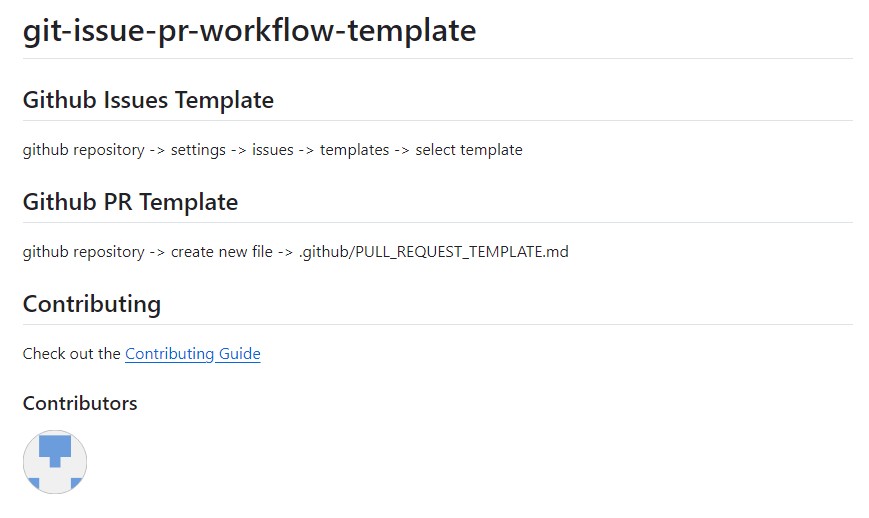 git-issue-pr-workflow-template
Github Issues Template
github repository -> settings -> issues -> templates -> select template
Github PR Template
github repository -> create new file -> .github/PULL_REQUEST_TEMPLATE.md
Contributing
Check out the Contributing Guide
Contributors